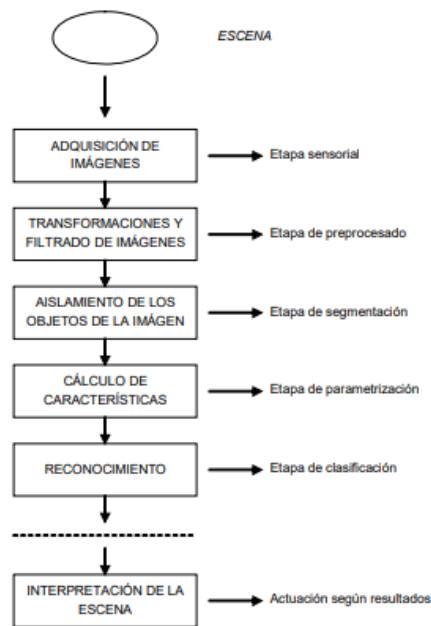 ESCENA
ADQUISICIÓN DE
IMÁGENES
Etapa sensorial
TRANSFORMACIONES Y
FILTRADO DE IMÁGENES
Etapa de preprocesado
AISLAMIENTO DE LOS
OBJETOS DE LA IMÁGEN
Etapa de segmentación
CÁLCULO DE
CARACTERÍSTICAS
Etapa de parametrización
RECONOCIMIENTO
Etapa de clasificación
INTERPRETACIÓN DE LA
ESCENA
Actuación según resultados